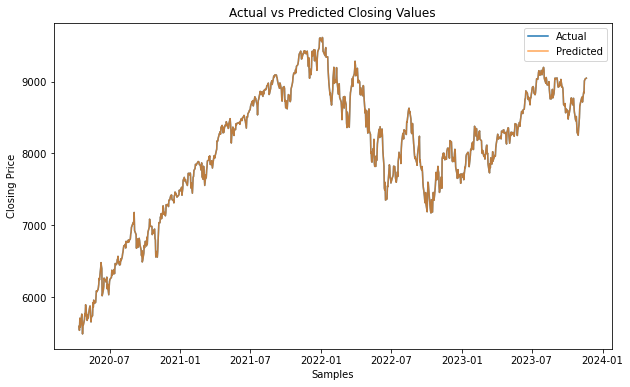 Actual vs Predicted Closing Values
Actual
Predicted
Closing Price
9000
8000
7000
6000
2020-07 2021-01 2021-07 2022-01 2022-07 2023-01 2023-07 2024-01
Samples